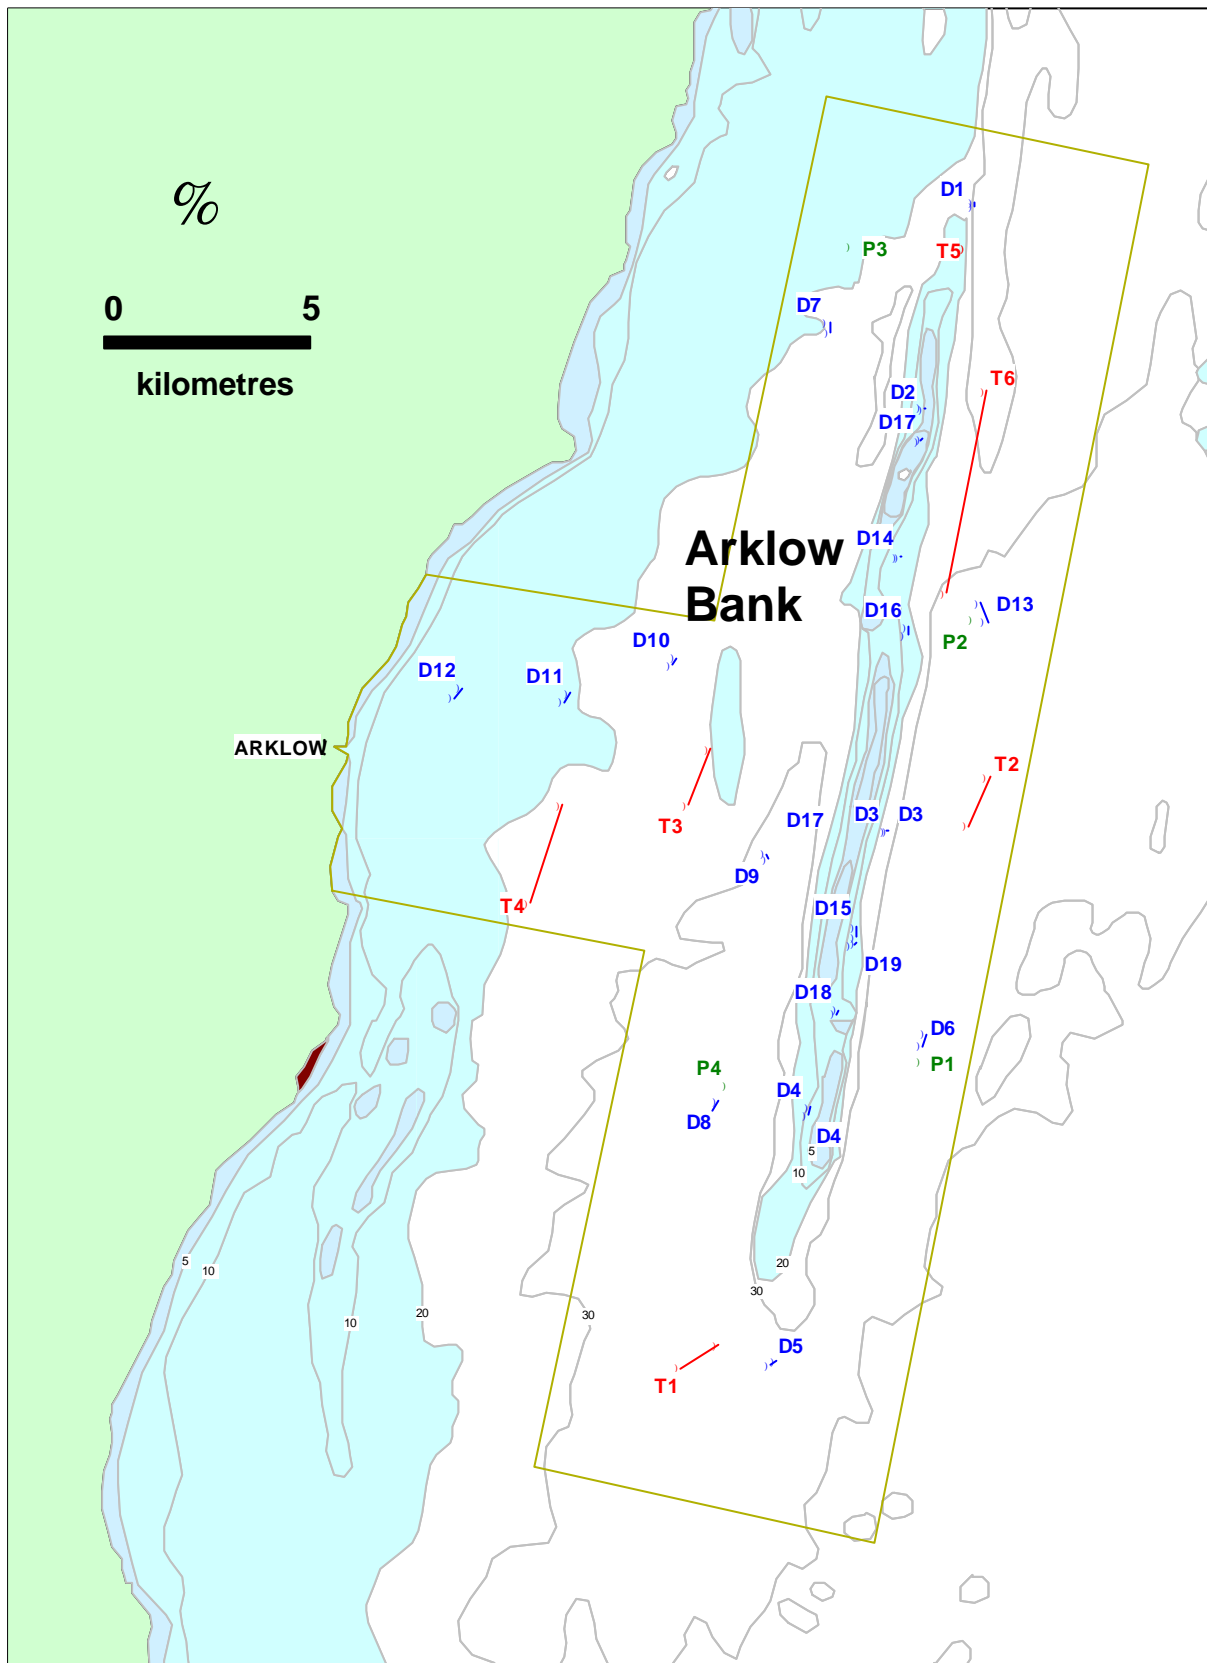 %
0 5
kilometres
D1
P3
T5
D7
T6
D2
D17
Arklow
Bank
D14
D16
D13
P2
D10
D12
D11
ARKLOW
T2
T3
D17
D3
D3
D9
T4
D15
D19
D18
D6
P1
P4
D4
D8
D4
5
10
5
10
20
30
20
30
10
D5
T1